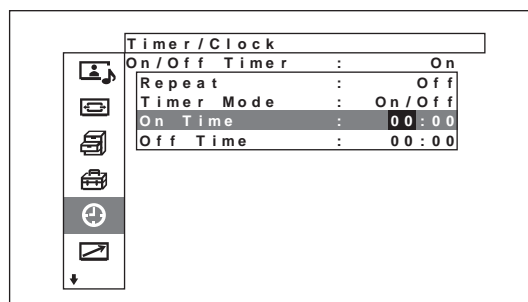 Timer/Clock
On/Off Timer : On
Repeat : Off
Timer Mode : On/Off
On Time : 00:00
Off Time : 00:00